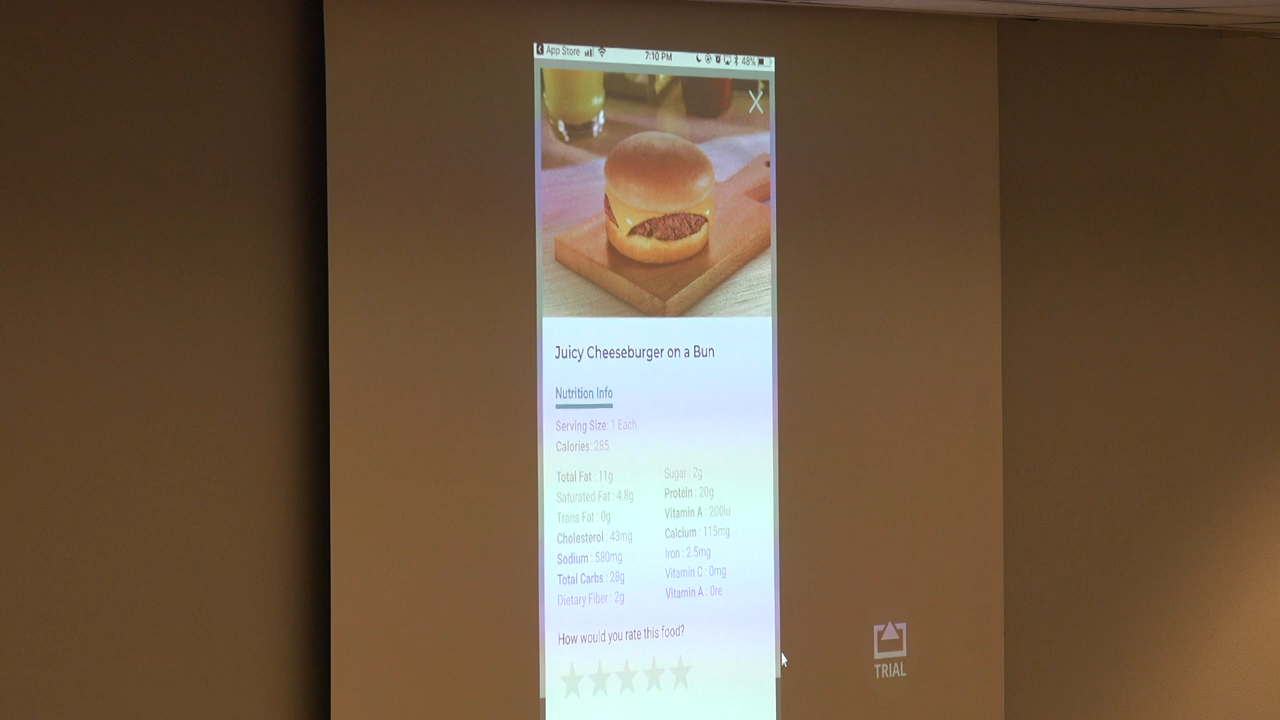 App Store 7:10 PM 48%
X
Juicy Cheeseburger on a Bun
Nutrition Info
Serving Size: 1 Each
Calories: 285
Total Fat : 11g
Saturated Fat : 4.8g
Trans Fat : 0g
Cholesterol : 43mg
Sodium : 580mg
Total Carbs : 28g
Dietary Fiber : 2g
Sugar : 2g
Protein : 20g
Vitamin A : 200iu
Calcium : 115mg
Iron : 2.5mg
Vitamin C : 0mg
Vitamin A : 0re
How would you rate this food?
TRIAL